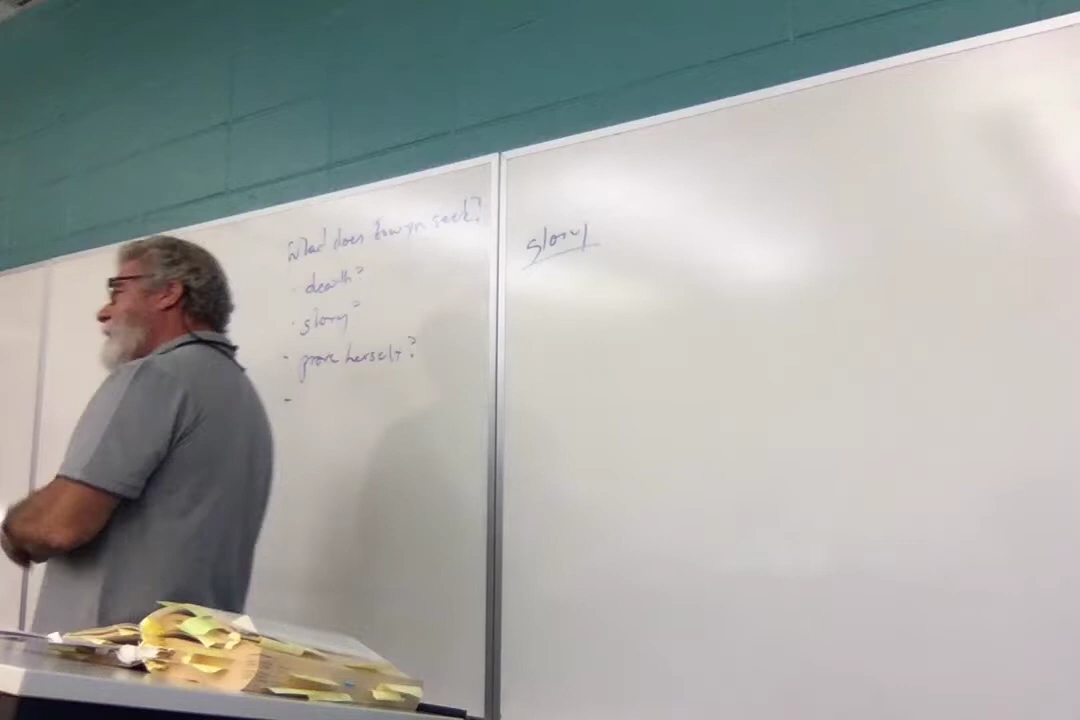 What does Eowyn seek?
- death?
- glory?
- prove herself?
-
glory